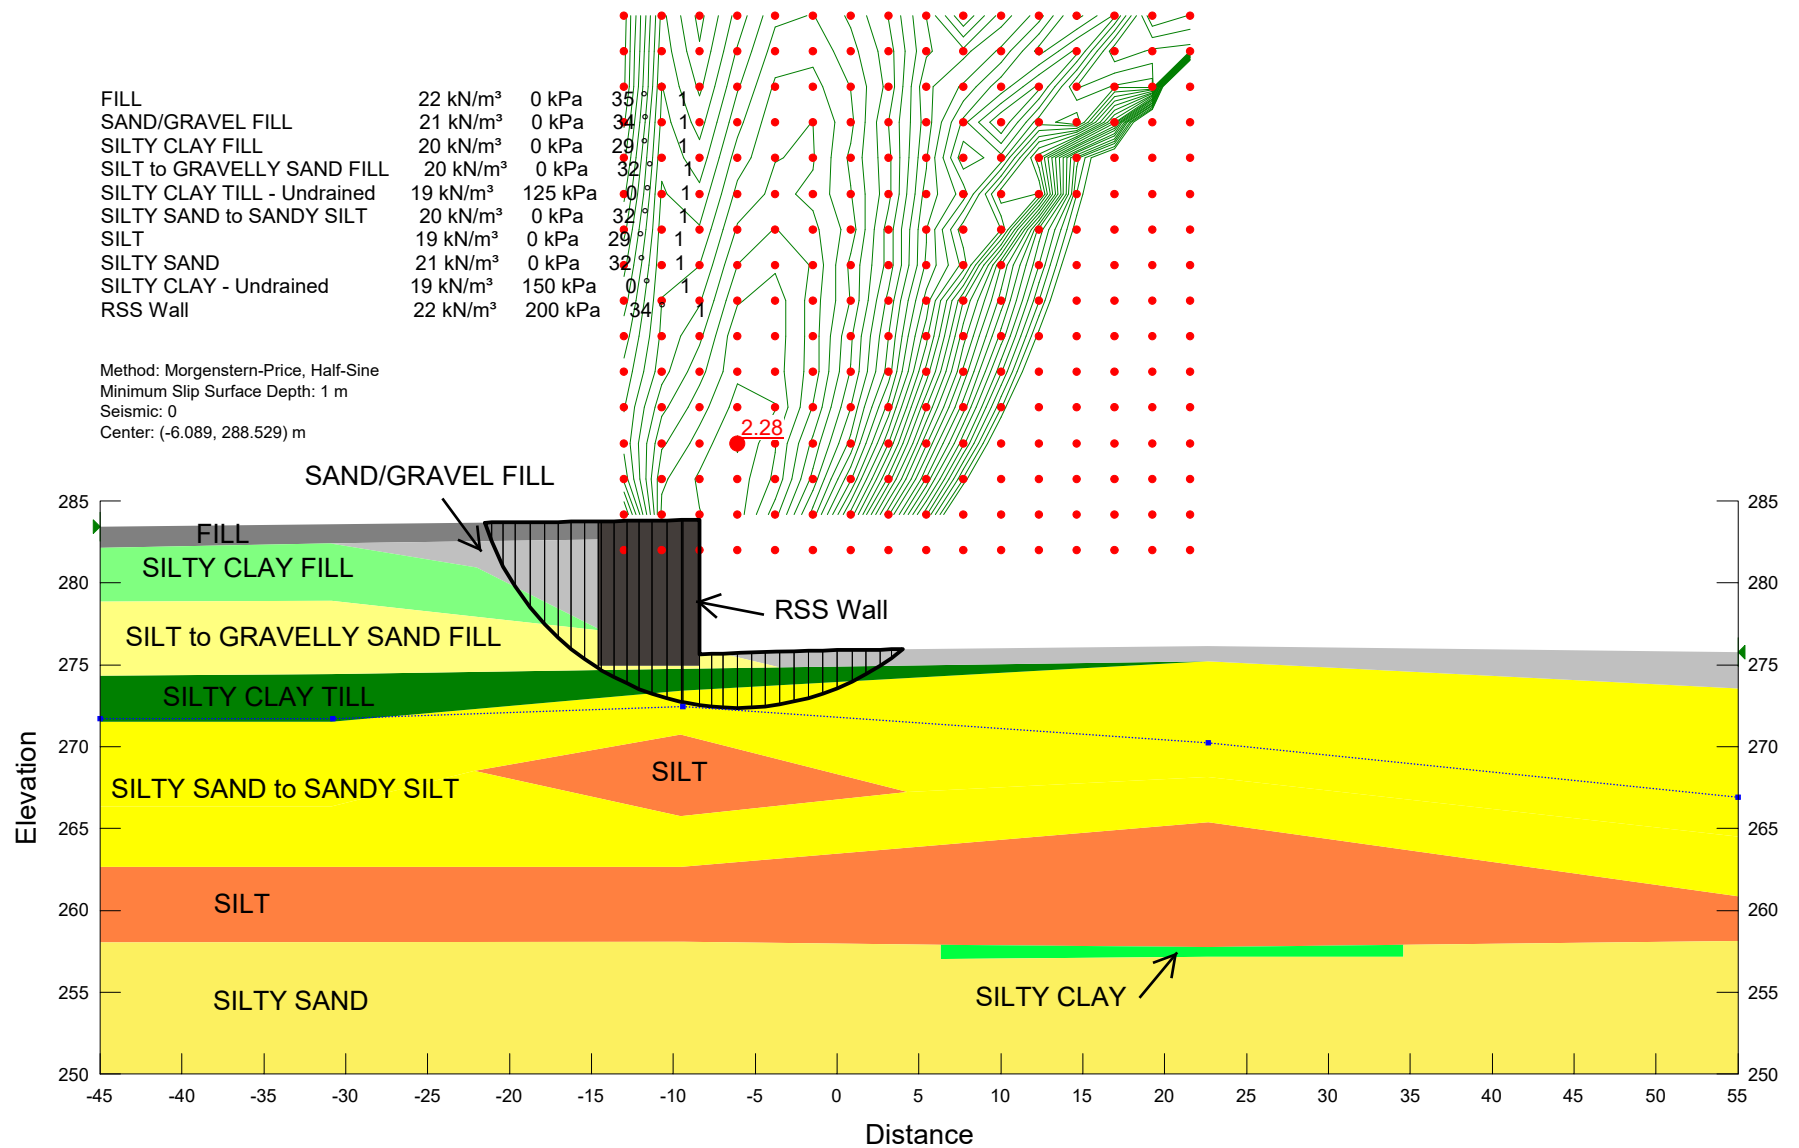 FILL 22 kN/m³ 0 kPa 35 ° 1
SAND/GRAVEL FILL 21 kN/m³ 0 kPa 34 ° 1
SILTY CLAY FILL 20 kN/m³ 0 kPa 29 ° 1
SILT to GRAVELLY SAND FILL 20 kN/m³ 0 kPa 32 ° 1
SILTY CLAY TILL - Undrained 19 kN/m³ 125 kPa 0 ° 1
SILTY SAND to SANDY SILT 20 kN/m³ 0 kPa 32 ° 1
SILT 19 kN/m³ 0 kPa 29 ° 1
SILTY SAND 21 kN/m³ 0 kPa 32 ° 1
SILTY CLAY - Undrained 19 kN/m³ 150 kPa 0 ° 1
RSS Wall 22 kN/m³ 200 kPa 34 ° 1
Method: Morgenstern-Price, Half-Sine
Minimum Slip Surface Depth: 1 m
Seismic: 0
Center: (-6.089, 288.529) m
2.28
SAND/GRAVEL FILL
285 285
FILL
SILTY CLAY FILL
280 280
RSS Wall
SILT to GRAVELLY SAND FILL
275 275
SILTY CLAY TILL
270 270
SILT
SILTY SAND to SANDY SILT
Elevation
265 265
SILT
260 260
SILTY CLAY
SILTY SAND
255 255
250 250
-45 -40 -35 -30 -25 -20 -15 -10 -5 0 5 10 15 20 25 30 35 40 45 50 55
Distance